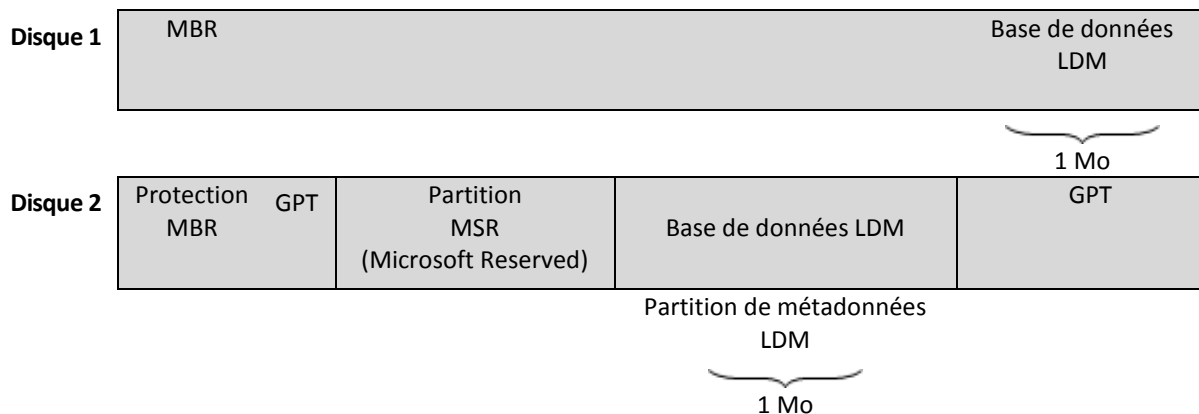 Disque 1
MBR
Base de données
LDM
1 Mo
Disque 2
Protection
MBR
GPT
Partition
MSR
(Microsoft Reserved)
Base de données LDM
GPT
Partition de métadonnées
LDM
1 Mo